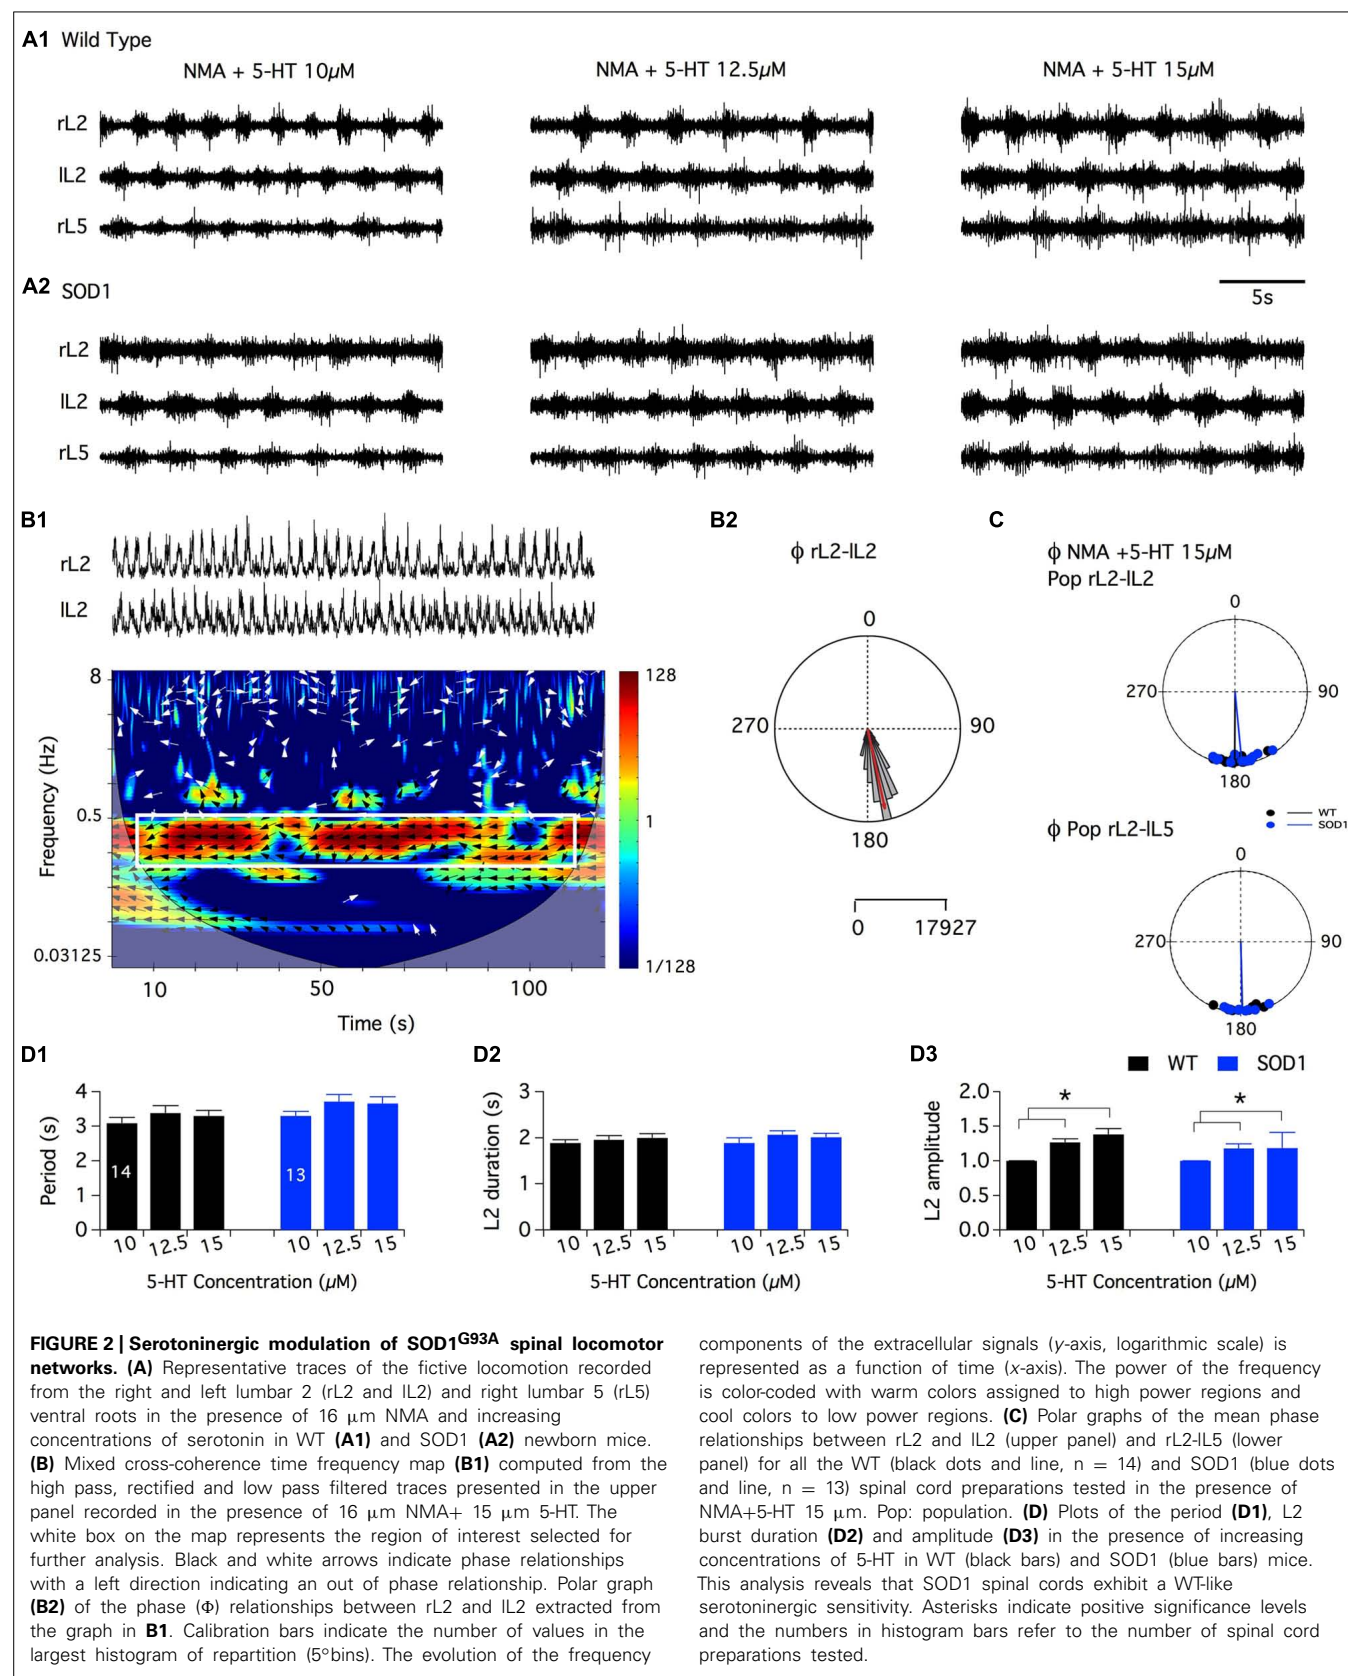 A1 Wild Type
NMA + 5-HT 10μM
NMA + 5-HT 12.5μM
NMA + 5-HT 15μM
rL2
lL2
rL5
A2 SOD1
5s
rL2
lL2
rL5
B1
rL2
lL2
8
0.5
0.03125
Frequency (Hz)
10 50 100
Time (s)
128
1
1/128
B2
ϕ rL2-lL2
0
270 90
180
0 17927
C
ϕ NMA +5-HT 15μM
Pop rL2-lL2
0
270 90
180
WT
SOD1
ϕ Pop rL2-lL5
0
270 90
180
D1
4
3
2
1
0
Period (s)
14
13
10 12.5 15 10 12.5 15
5-HT Concentration (μM)
D2
3
2
1
0
L2 duration (s)
10 12.5 15 10 12.5 15
5-HT Concentration (μM)
D3
WT SOD1
2.0
1.5
1.0
0.5
0.0
L2 amplitude
* *
10 12.5 15 10 12.5 15
5-HT Concentration (μM)
FIGURE 2 | Serotoninergic modulation of SOD1G93A spinal locomotor
networks. (A) Representative traces of the fictive locomotion recorded
from the right and left lumbar 2 (rL2 and lL2) and right lumbar 5 (rL5)
ventral roots in the presence of 16 μm NMA and increasing
concentrations of serotonin in WT (A1) and SOD1 (A2) newborn mice.
(B) Mixed cross-coherence time frequency map (B1) computed from the
high pass, rectified and low pass filtered traces presented in the upper
panel recorded in the presence of 16 μm NMA+ 15 μm 5-HT. The
white box on the map represents the region of interest selected for
further analysis. Black and white arrows indicate phase relationships
with a left direction indicating an out of phase relationship. Polar graph
(B2) of the phase (Φ) relationships between rL2 and lL2 extracted from
the graph in B1. Calibration bars indicate the number of values in the
largest histogram of repartition (5°bins). The evolution of the frequency
components of the extracellular signals (y-axis, logarithmic scale) is
represented as a function of time (x-axis). The power of the frequency
is color-coded with warm colors assigned to high power regions and
cool colors to low power regions. (C) Polar graphs of the mean phase
relationships between rL2 and lL2 (upper panel) and rL2-lL5 (lower
panel) for all the WT (black dots and line, n = 14) and SOD1 (blue dots
and line, n = 13) spinal cord preparations tested in the presence of
NMA+5-HT 15 μm. Pop: population. (D) Plots of the period (D1), L2
burst duration (D2) and amplitude (D3) in the presence of increasing
concentrations of 5-HT in WT (black bars) and SOD1 (blue bars) mice.
This analysis reveals that SOD1 spinal cords exhibit a WT-like
serotoninergic sensitivity. Asterisks indicate positive significance levels
and the numbers in histogram bars refer to the number of spinal cord
preparations tested.